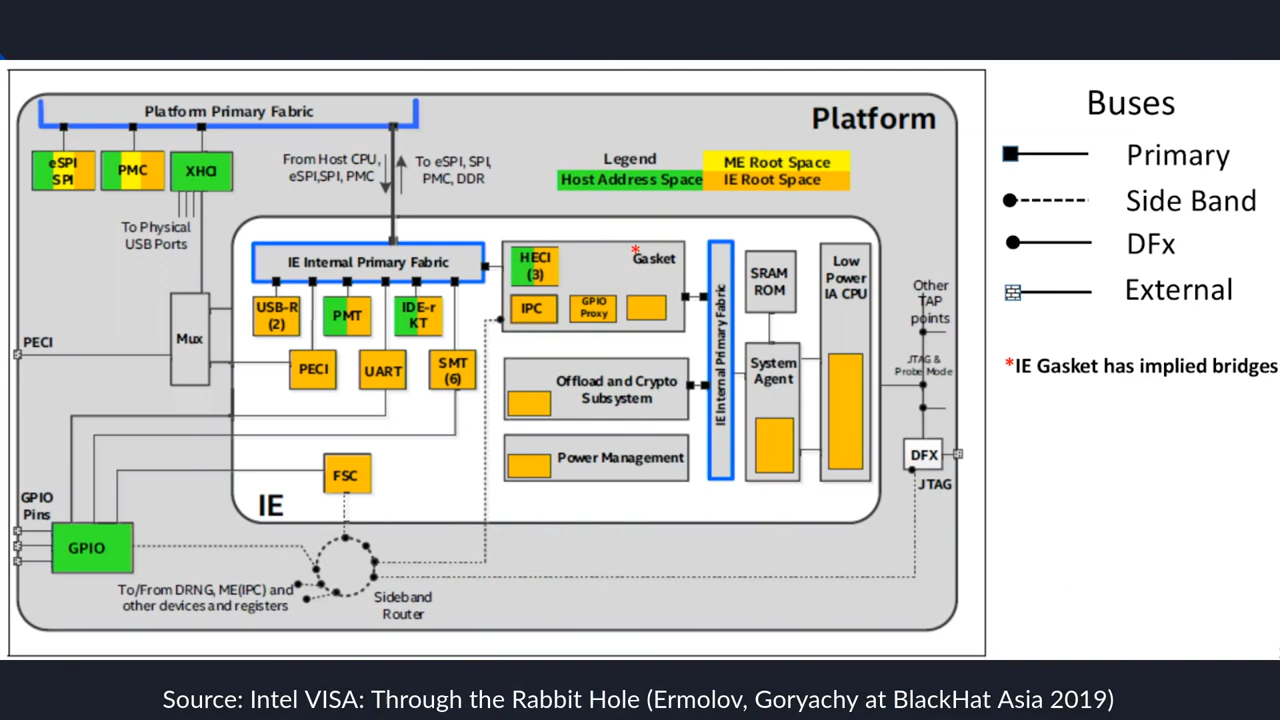 Platform Primary Fabric
Platform
eSPI
SPI
PMC
XHCI
From Host CPU,
eSPI,SPI, PMC
To eSPI, SPI,
PMC, DDR
Legend
Host Address Space
ME Root Space
IE Root Space
To Physical
USB Ports
IE Internal Primary Fabric
USB-R
(2)
PMT
IDE-r
KT
PECI
UART
SMT
(6)
HECI
(3)
*
Gasket
IPC
GPIO
Proxy
Offload and Crypto
Subsystem
Power Management
IE Internal Primary Fabric
SRAM
ROM
System
Agent
Low
Power
IA CPU
Other
TAP
points
JTAG &
Probe Mode
DFX
JTAG
PECI
Mux
FSC
IE
GPIO
Pins
GPIO
To/From DRNG, ME(IPC) and
other devices and registers
Sideband
Router
Buses
Primary
Side Band
DFx
External
*IE Gasket has implied bridges
Source: Intel VISA: Through the Rabbit Hole (Ermolov, Goryachy at BlackHat Asia 2019)